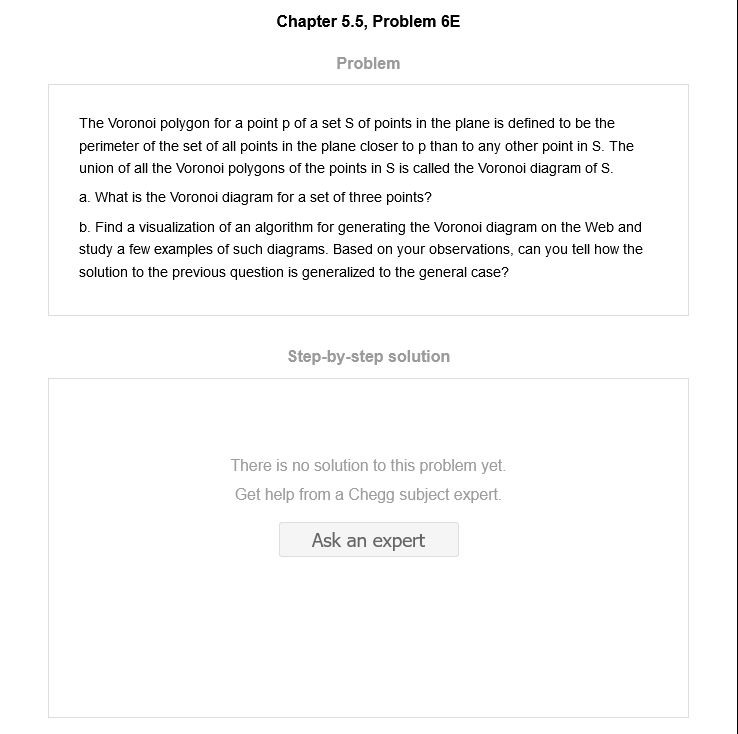 Chapter 5.5, Problem 6E
Problem
The Voronoi polygon for a point p of a set S of points in the plane is defined to be the
perimeter of the set of all points in the plane closer to p than to any other point in S. The
union of all the Voronoi polygons of the points in S is called the Voronoi diagram of S.
a. What is the Voronoi diagram for a set of three points?
b. Find a visualization of an algorithm for generating the Voronoi diagram on the Web and
study a few examples of such diagrams. Based on your observations, can you tell how the
solution to the previous question is generalized to the general case?
Step-by-step solution
There is no solution to this problem yet.
Get help from a Chegg subject expert.
Ask an expert